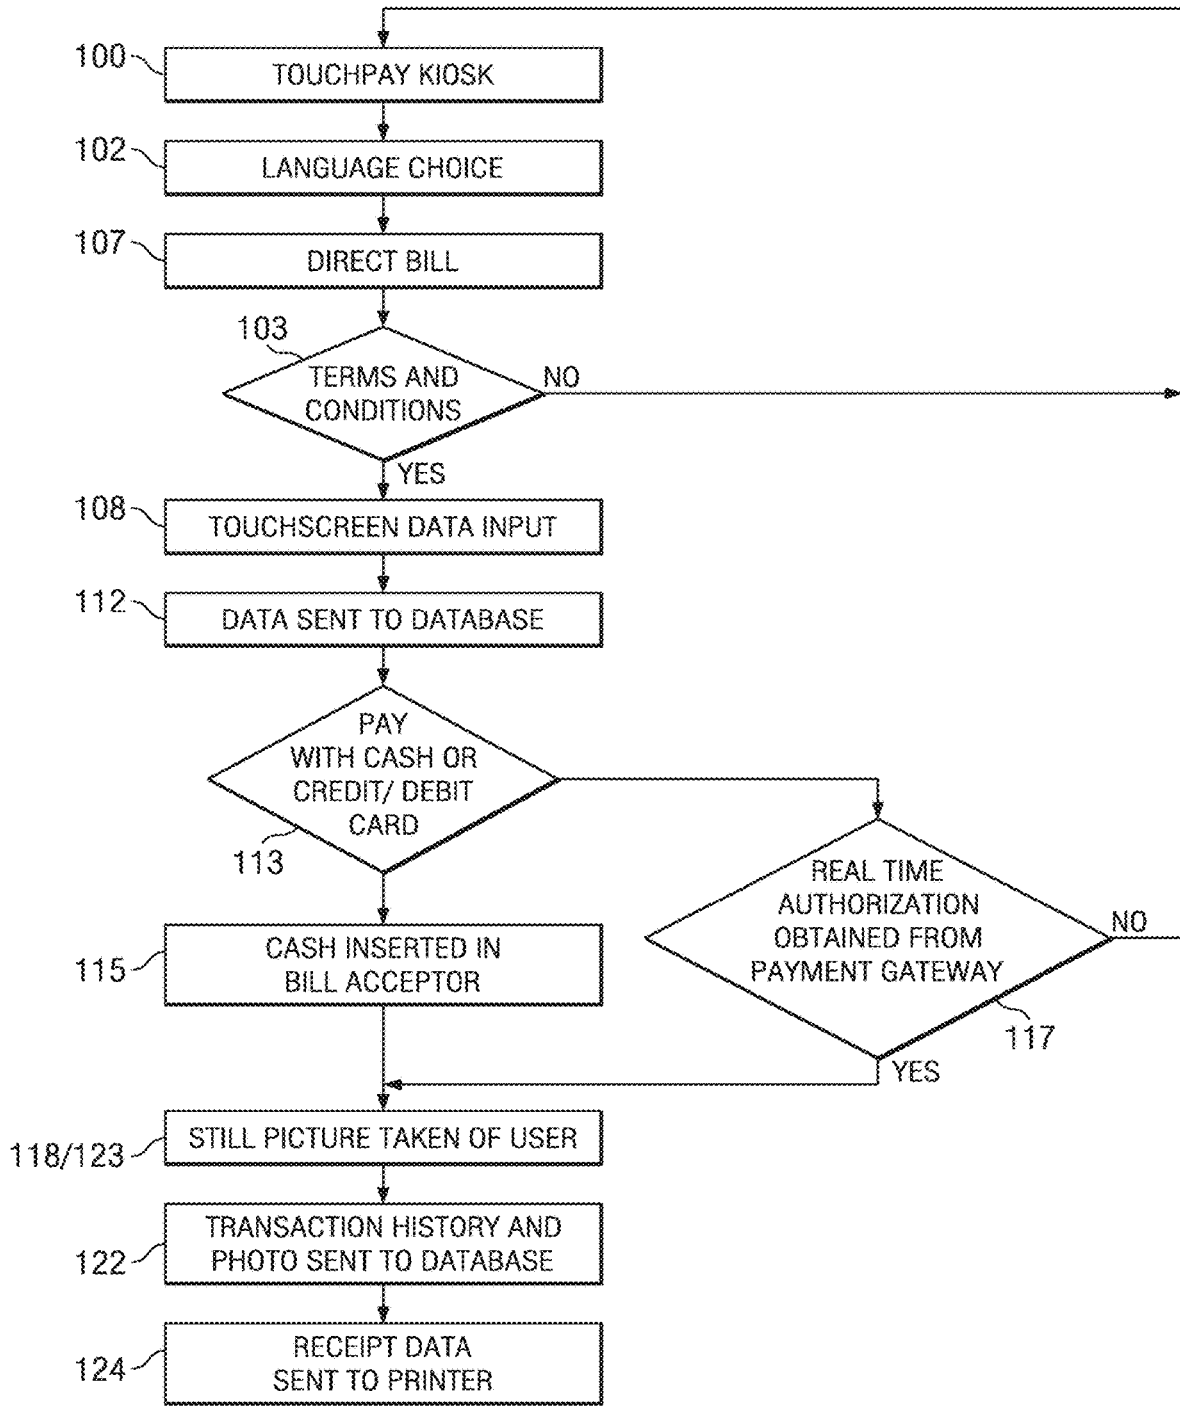 100
TOUCHPAY KIOSK
102
LANGUAGE CHOICE
107
DIRECT BILL
103
TERMS AND
CONDITIONS
NO
YES
108
TOUCHSCREEN DATA INPUT
112
DATA SENT TO DATABASE
PAY
WITH CASH OR
CREDIT/ DEBIT
CARD
113
REAL TIME
AUTHORIZATION
OBTAINED FROM
PAYMENT GATEWAY
NO
117
YES
115
CASH INSERTED IN
BILL ACCEPTOR
118/123
STILL PICTURE TAKEN OF USER
122
TRANSACTION HISTORY AND
PHOTO SENT TO DATABASE
124
RECEIPT DATA
SENT TO PRINTER